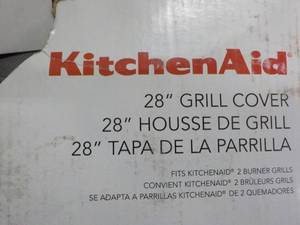 KitchenAid®
28" GRILL COVER
28" HOUSSE DE GRILL
28" TAPA DE LA PARRILLA
FITS KITCHENAID® 2 BURNER GRILLS
CONVIENT KITCHENAID® 2 BRÛLEURS GRILS
SE ADAPTA A PARRILLAS KITCHENAID® DE 2 QUEMADORES